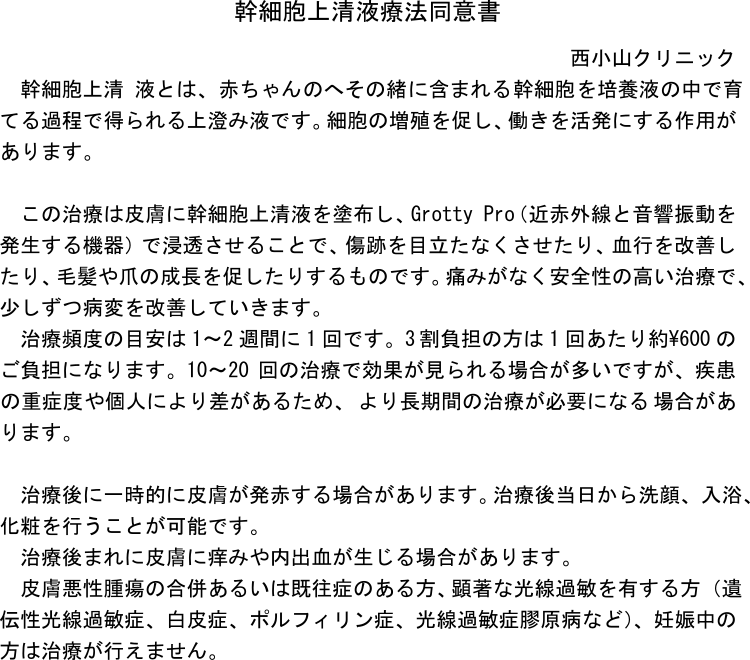 幹細胞上清液療法同意書
西小山クリニック
幹細胞上清 液とは、赤ちゃんのへその緒に含まれる幹細胞を培養液の中で育
てる過程で得られる上澄み液です。細胞の増殖を促し、働きを活発にする作用が
あります。
この治療は皮膚に幹細胞上清液を塗布し、Grotty Pro(近赤外線と音響振動を
発生する機器)で浸透させることで、傷跡を目立たなくさせたり、血行を改善し
たり、毛髪や爪の成長を促したりするものです。痛みがなく安全性の高い治療で、
少しずつ病変を改善していきます。
治療頻度の目安は1～2週間に1回です。3割負担の方は1回あたり約¥600の
ご負担になります。10～20 回の治療で効果が見られる場合が多いですが、疾患
の重症度や個人により差があるため、より長期間の治療が必要になる場合があ
ります。
治療後に一時的に皮膚が発赤する場合があります。治療後当日から洗顔、入浴、
化粧を行うことが可能です。
治療後まれに皮膚に痒みや内出血が生じる場合があります。
皮膚悪性腫瘍の合併あるいは既往症のある方、顕著な光線過敏を有する方(遺
伝性光線過敏症、白皮症、ポルフィリン症、光線過敏症膠原病など)、妊娠中の
方は治療が行えません。